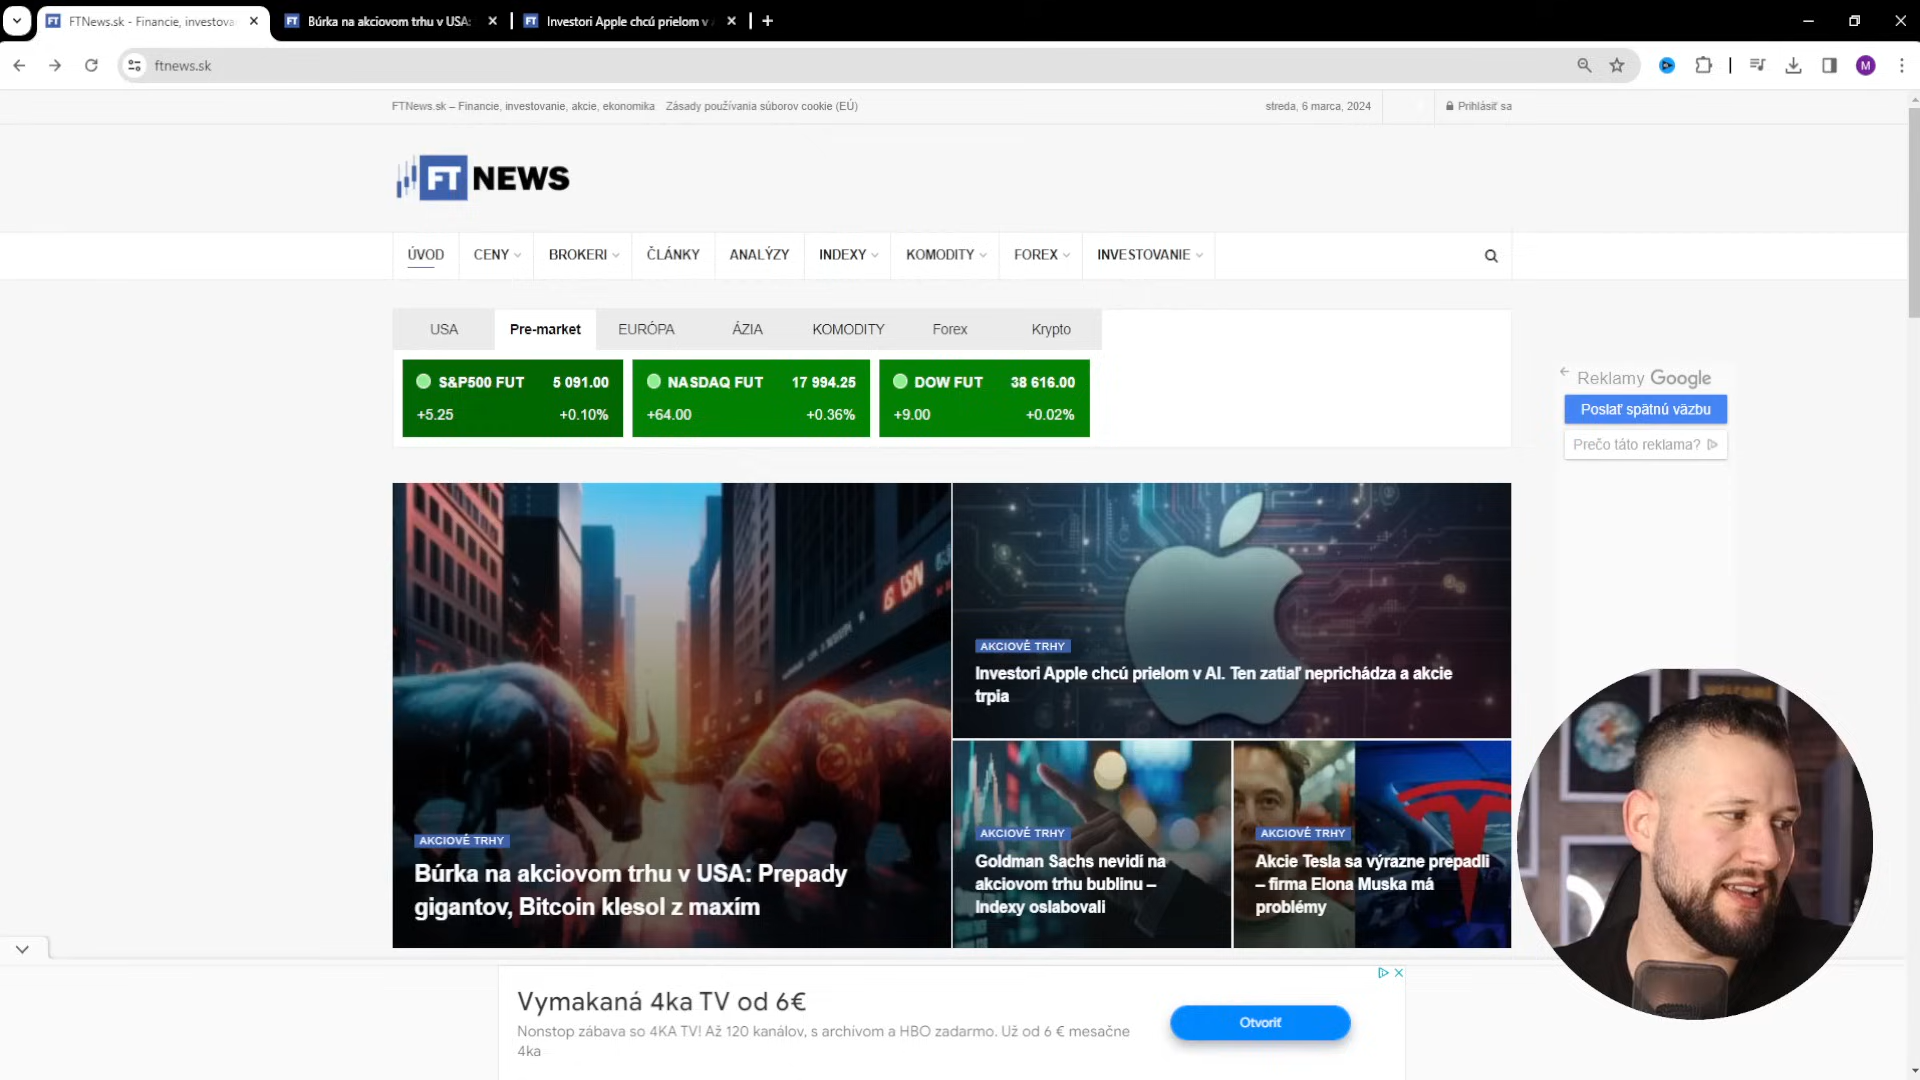 FTNews.sk - Financie, investova
Búrka na akciovom trhu v USA:
Investori Apple chcú prielom v
ftnews.sk
M
FTNews.sk – Financie, investovanie, akcie, ekonomika
Zásady používania súborov cookie (EÚ)
streda, 6 marca, 2024
Prihlásiť sa
FT NEWS
ÚVOD
CENY
BROKERI
ČLÁNKY
ANALÝZY
INDEXY
KOMODITY
FOREX
INVESTOVANIE
USA
Pre-market
EURÓPA
ÁZIA
KOMODITY
Forex
Krypto
S&P500 FUT 5 091.00
+5.25 +0.10%
NASDAQ FUT 17 994.25
+64.00 +0.36%
DOW FUT 38 616.00
+9.00 +0.02%
Reklamy Google
Poslať spätnú väzbu
Prečo táto reklama?
AKCIOVÉ TRHY
Búrka na akciovom trhu v USA: Prepady
gigantov, Bitcoin klesol z maxím
AKCIOVÉ TRHY
Investori Apple chcú prielom v AI. Ten zatiaľ neprichádza a akcie
trpia
AKCIOVÉ TRHY
Goldman Sachs nevidí na
akciovom trhu bublinu –
Indexy oslabovali
AKCIOVÉ TRHY
Akcie Tesla sa výrazne prepadli
– firma Elona Muska má
problémy
Vymakaná 4ka TV od 6€
Nonstop zábava so 4KA TV! Až 120 kanálov, s archívom a HBO zadarmo. Už od 6 € mesačne
4ka
Otvoriť